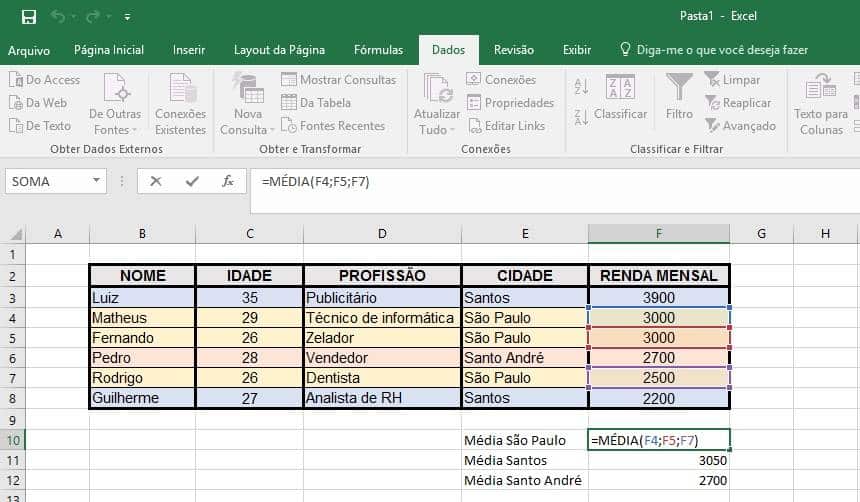 Pasta1 - Excel
Arquivo Página Inicial Inserir Layout da Página Fórmulas Dados Revisão Exibir Diga-me o que você deseja fazer
Do Access
Da Web
De Texto
De Outras
Fontes
Conexões
Existentes
Obter Dados Externos
Nova
Consulta
Mostrar Consultas
Da Tabela
Fontes Recentes
Obter e Transformar
Atualizar
Tudo
Conexões
Propriedades
Editar Links
Conexões
Classificar
Filtro
Limpar
Reaplicar
Avançado
Classificar e Filtrar
Texto para
Colunas
SOMA fx =MÉDIA(F4;F5;F7)
A B C D E F G H
1
2 NOME IDADE PROFISSÃO CIDADE RENDA MENSAL
3 Luiz 35 Publicitário Santos 3900
4 Matheus 29 Técnico de informática São Paulo 3000
5 Fernando 26 Zelador São Paulo 3000
6 Pedro 28 Vendedor Santo André 2700
7 Rodrigo 26 Dentista São Paulo 2500
8 Guilherme 27 Analista de RH Santos 2200
9
10 Média São Paulo =MÉDIA(F4;F5;F7)
11 Média Santos 3050
12 Média Santo André 2700
13